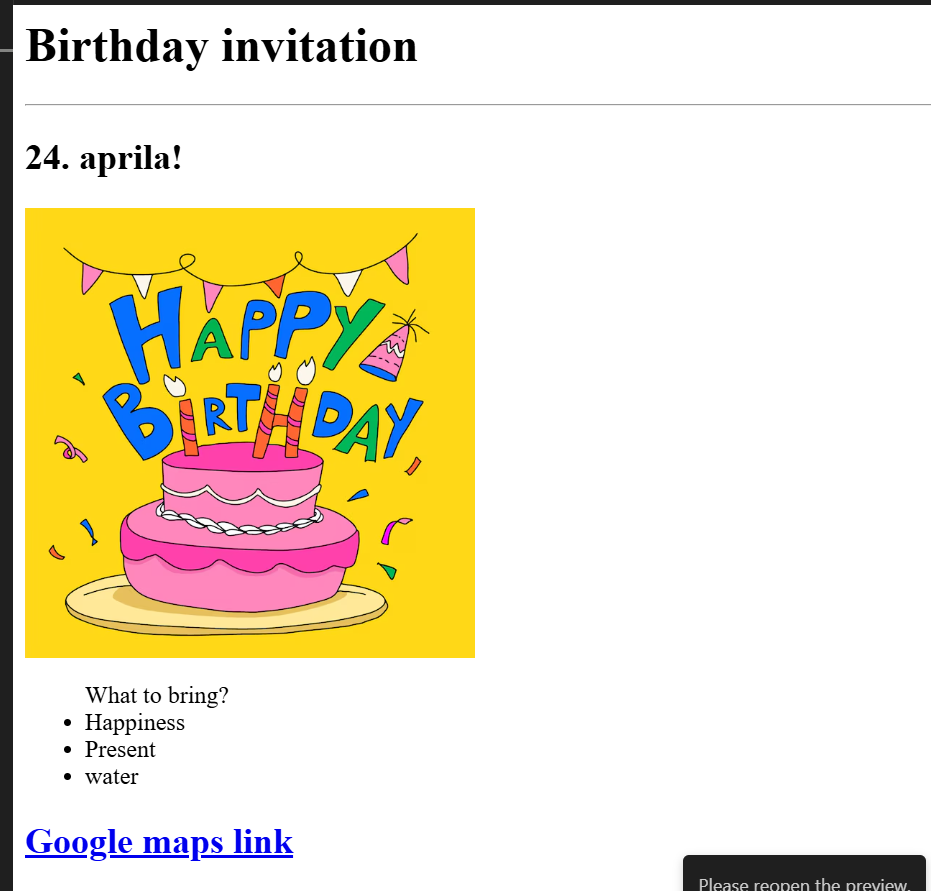 Birthday invitation
24. aprila!
HAPPY
BIRTHDAY
What to bring?
Happiness
Present
water
Google maps link
Please reopen the preview.